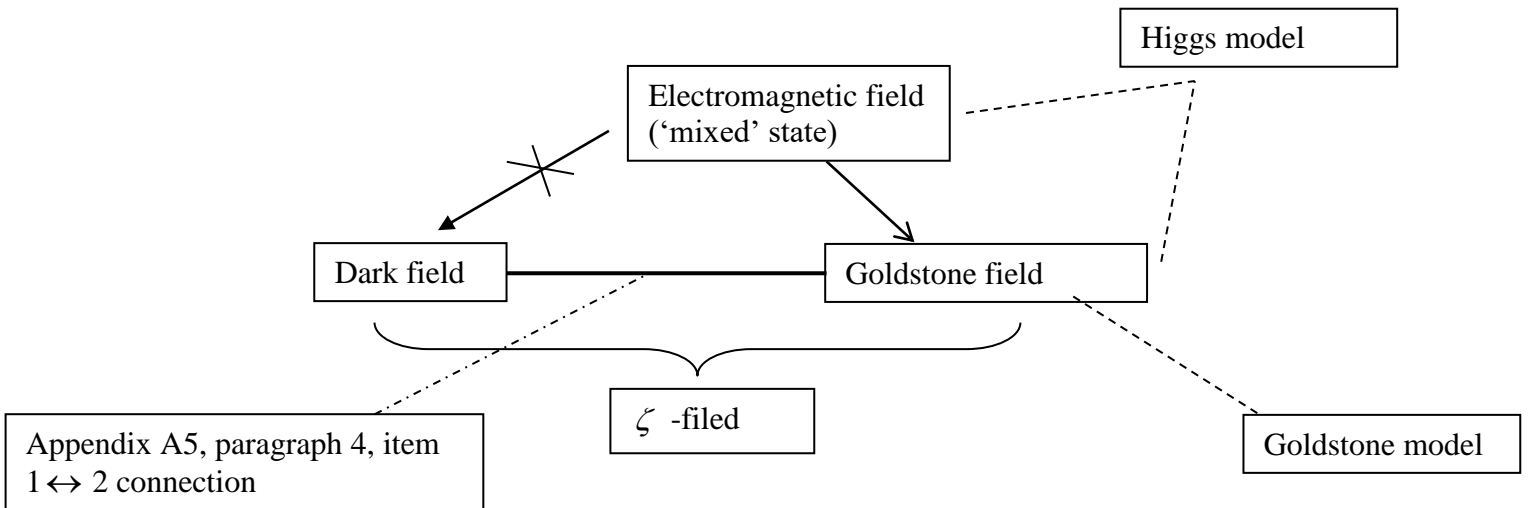 Higgs model
Electromagnetic field
(‘mixed’ state)
Dark field
Goldstone field
ζ -filed
Appendix A5, paragraph 4, item
1↔ 2 connection
Goldstone model